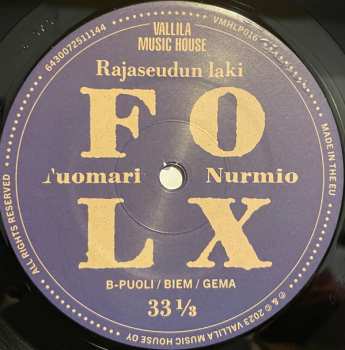 VALLILA
MUSIC HOUSE
6430072511144
VMHLP016
Rajaseudun laki
FO
Tuomari Nurmio
LX
B-PUOLI / BIEM / GEMA
33 1/3
ALL RIGHTS RESERVED
MADE IN THE EU
℗ & © 2023 VALLILA MUSIC HOUSE OY